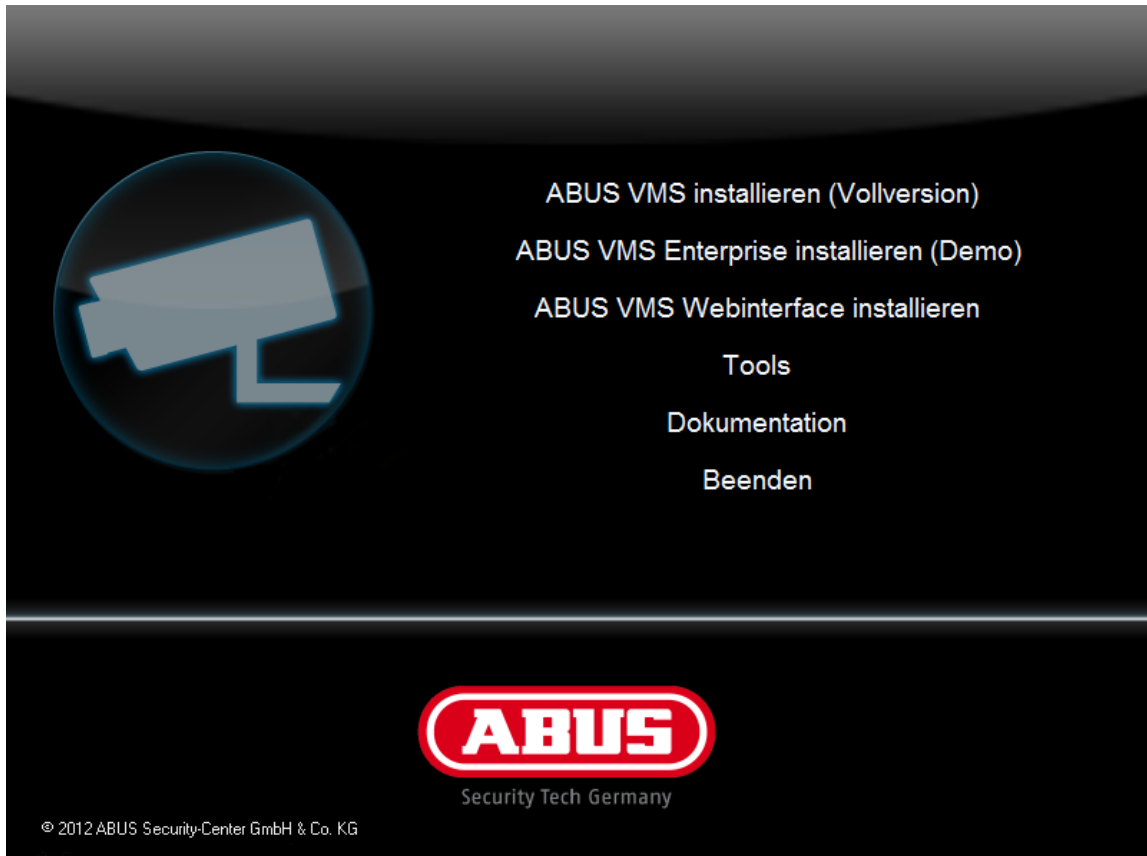 ABUS VMS installieren (Vollversion)
ABUS VMS Enterprise installieren (Demo)
ABUS VMS Webinterface installieren
Tools
Dokumentation
Beenden
ABUS
Security Tech Germany
© 2012 ABUS Security-Center GmbH & Co. KG